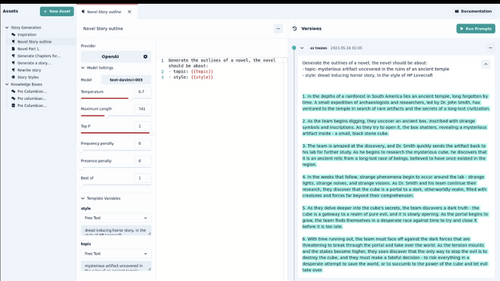 Assets
New Asset
Novel Story outline
Documentation
Story Generation
Inspiration
Novel Story outline
Novel Part 1.
Generate Chapters for...
Generate a story...
Rewrite Story
Story Styles
Knowledge Bases
Pre Columbian...
Pre columbian...
Pre Columbian...
Novel Story outline
Provider
OpenAI
Model Settings
Model
text-davinci-003
Temperature
0.7
Maximum Length
Top P
1
Frequency penalty
0
Presence penalty
0
Best of
1
Template Variables
style
Free Text
dread inducing horror story, in the
topic
Free Text
mysterious artifact uncovered in
1 Generate the outlines of a novel, the novel
should be about:
2 - topic: {{topic}}
3 - style: {{style}}
Versions
Run Prompts
Generate the outlines of a novel, the novel should be about:
- topic: mysterious artifact uncovered in the ruins of an ancient temple
- style: dread inducing horror story, in the style of HP Lovecraft
1. In the depths of a rainforest in South America lies an ancient temple, long forgotten by
time. A small expedition of archaeologists and researchers, led by Dr. John Smith, has
ventured to the temple in search of rare artifacts and the secrets of a long-lost civilization.
2. As the team begins digging, they uncover an ancient box, inscribed with strange
symbols and inscriptions. As they try to open it, the box shatters, revealing a mysterious
artifact - a small, black stone cube.
3. The team is amazed at the discovery, and Dr. Smith quickly sends the artifact back to
his lab for further study. As he begins to research the mysterious cube, he discovers that
it is an ancient relic from a long-lost race of beings, believed to have once existed in the
region.
4. In the weeks that follow, strange phenomena begin to occur around the lab - strange
lights, strange noises, and strange visions. As Dr. Smith and his team continue their
research, they discover that the cube is a portal to a dark, otherworldly realm, filled with
creatures and forces far beyond their comprehension.
5. As they delve deeper into the cube's secrets, the team discovers a dark truth - the
cube is a gateway to a realm of pure evil, and it is slowly opening. As the portal begins to
grow, the team finds themselves in a desperate race against time to try and close it
before it is too late.
6. With time running out, the team must face off against the dark forces that are
threatening to break through the portal and take over the world. As the tension mounts
and the stakes become higher, they soon discover that the only way to stop the evil is to
destroy the cube, and they must make a fateful decision - to risk everything in a
desperate attempt to save the world, or to succumb to the power of the cube and let evil
take over.